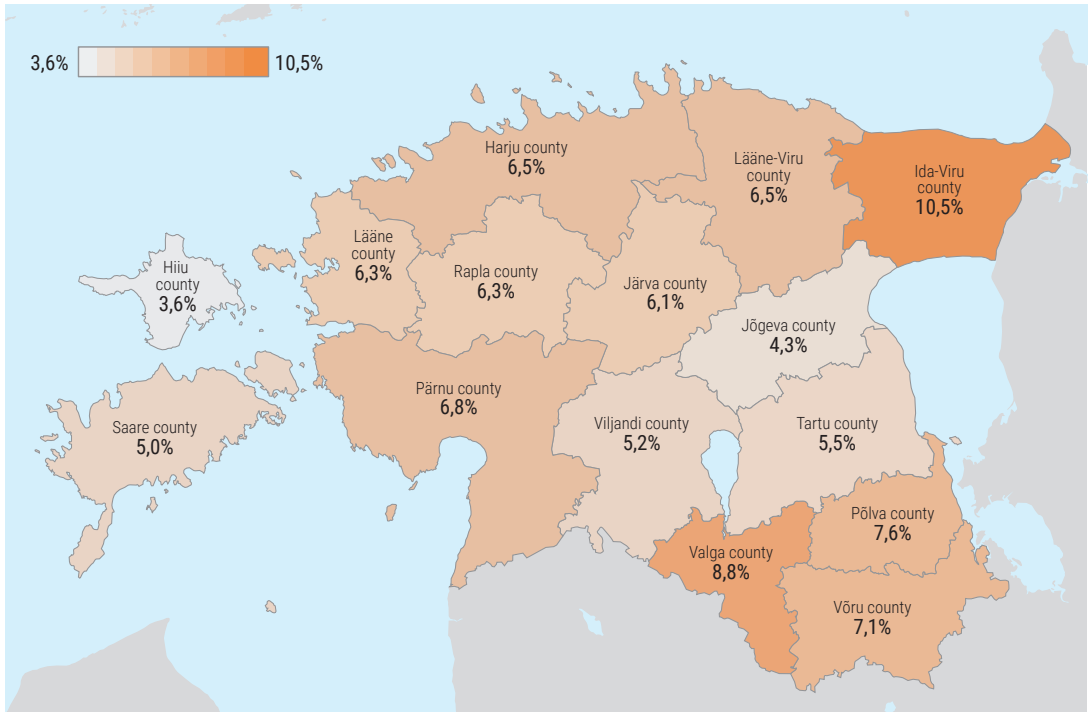 3,6%
10,5%
Harju county
6,5%
Lääne-Viru
county
6,5%
Ida-Viru
county
10,5%
Lääne
county
6,3%
Hiiu
county
3,6%
Rapla county
6,3%
Järva county
6,1%
Jõgeva county
4,3%
Pärnu county
6,8%
Saare county
5,0%
Viljandi county
5,2%
Tartu county
5,5%
Põlva county
7,6%
Valga county
8,8%
Võru county
7,1%